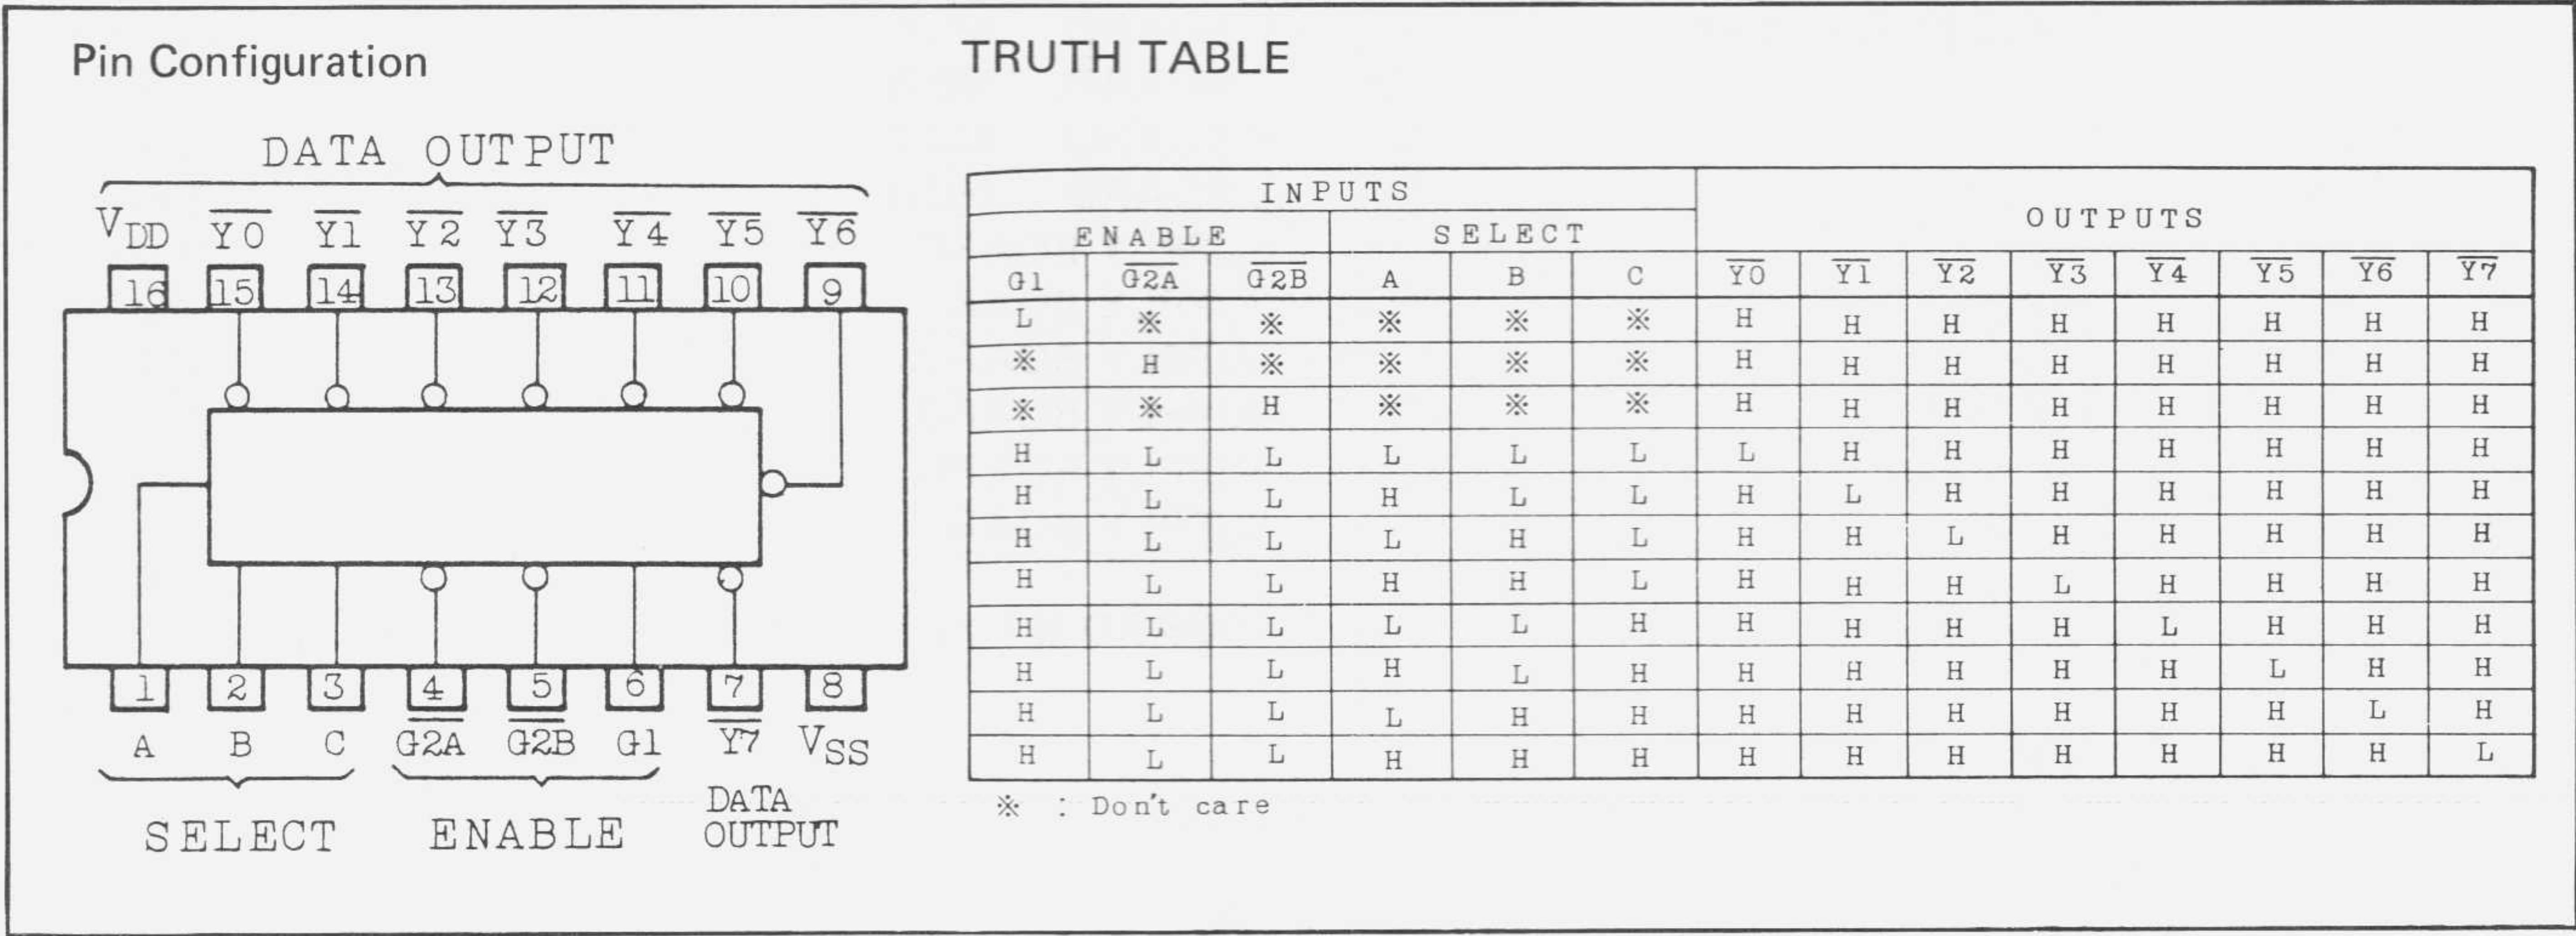 Pin Configuration
DATA OUTPUT
VDD Y0 Y1 Y2 Y3 Y4 Y5 Y6
16 15 14 13 12 11 10 9
1 2 3 4 5 6 7 8
A B C G2A G2B G1 Y7 VSS
SELECT ENABLE DATA OUTPUT
TRUTH TABLE
INPUTS OUTPUTS
ENABLE SELECT
G1 G2A G2B A B C Y0 Y1 Y2 Y3 Y4 Y5 Y6 Y7
L ※ ※ ※ ※ ※ H H H H H H H H
※ H ※ ※ ※ ※ H H H H H H H H
※ ※ H ※ ※ ※ H H H H H H H H
H L L L L L L H H H H H H H
H L L H L L H L H H H H H H
H L L L H L H H L H H H H H
H L L H H L H H H L H H H H
H L L L L H H H H H L H H H
H L L H L H H H H H H L H H
H L L L H H H H H H H H L H
H L L H H H H H H H H H H L
※ : Don't care